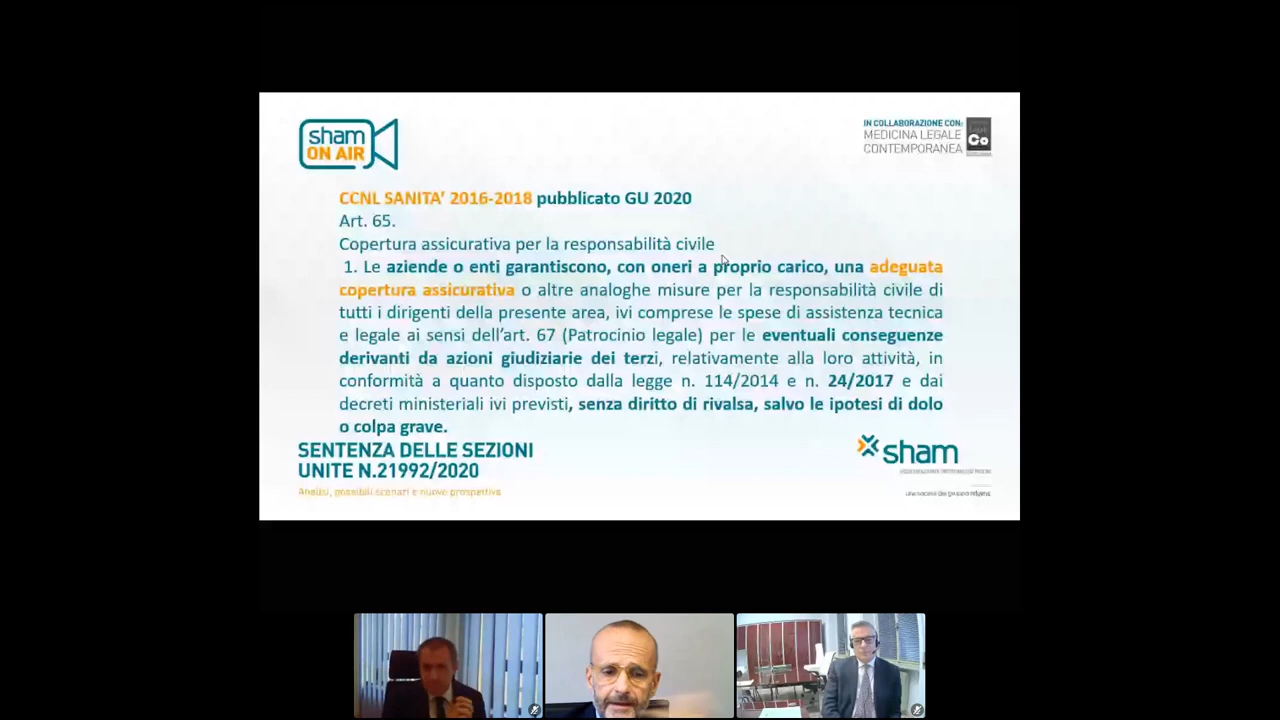 sham
ON AIR
IN COLLABORAZIONE CON:
MEDICINA LEGALE
CONTEMPORANEA
Co
CCNL SANITA’ 2016-2018 pubblicato GU 2020
Art. 65.
Copertura assicurativa per la responsabilità civile
1. Le aziende o enti garantiscono, con oneri a proprio carico, una adeguata
copertura assicurativa o altre analoghe misure per la responsabilità civile di
tutti i dirigenti della presente area, ivi comprese le spese di assistenza tecnica
e legale ai sensi dell’art. 67 (Patrocinio legale) per le eventuali conseguenze
derivanti da azioni giudiziarie dei terzi, relativamente alla loro attività, in
conformità a quanto disposto dalla legge n. 114/2014 e n. 24/2017 e dai
decreti ministeriali ivi previsti, senza diritto di rivalsa, salvo le ipotesi di dolo
o colpa grave.
SENTENZA DELLE SEZIONI
UNITE N.21992/2020
Analisi, possibili scenari e nuove prospettive
sham